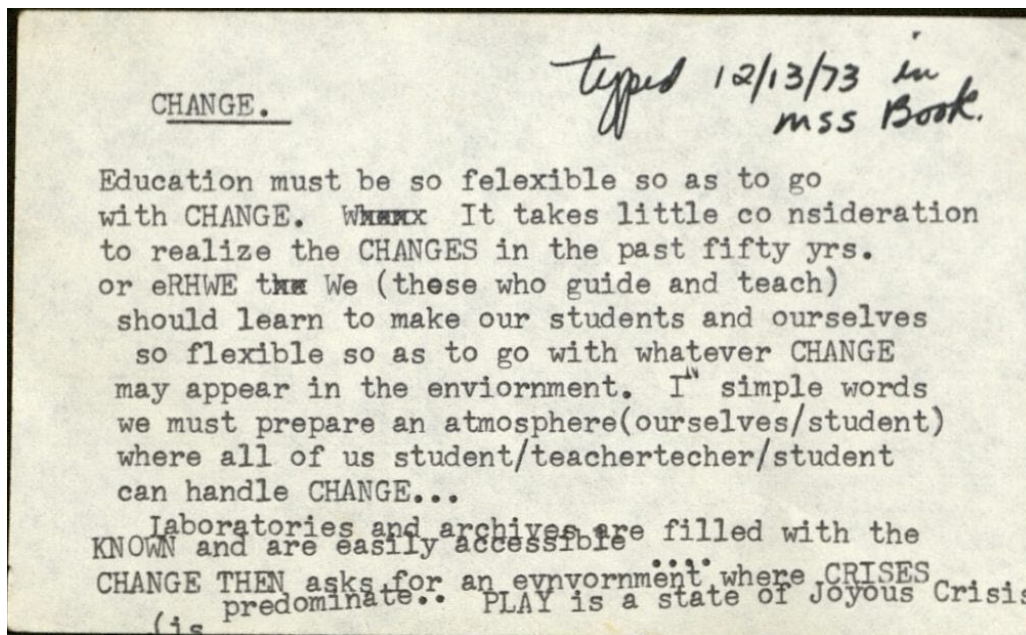 typed 12/13/73 in
mss Book.
CHANGE.
Education must be so felexible so as to go
with CHANGE. Wxxxx It takes little co nsideration
to realize the CHANGES in the past fifty yrs.
or eRHWE txx We (these who guide and teach)
should learn to make our students and ourselves
so flexible so as to go with whatever CHANGE
may appear in the enviornment. I" simple words
we must prepare an atmosphere(ourselves/student)
where all of us student/teachertecher/student
can handle CHANGE...
Iaboratories and archives are filled with the
KNOWN and are easily accessible ....
CHANGE THEN asks for an evnvornment where CRISES
predominate.. PLAY is a state of Joyous Crisis
(is